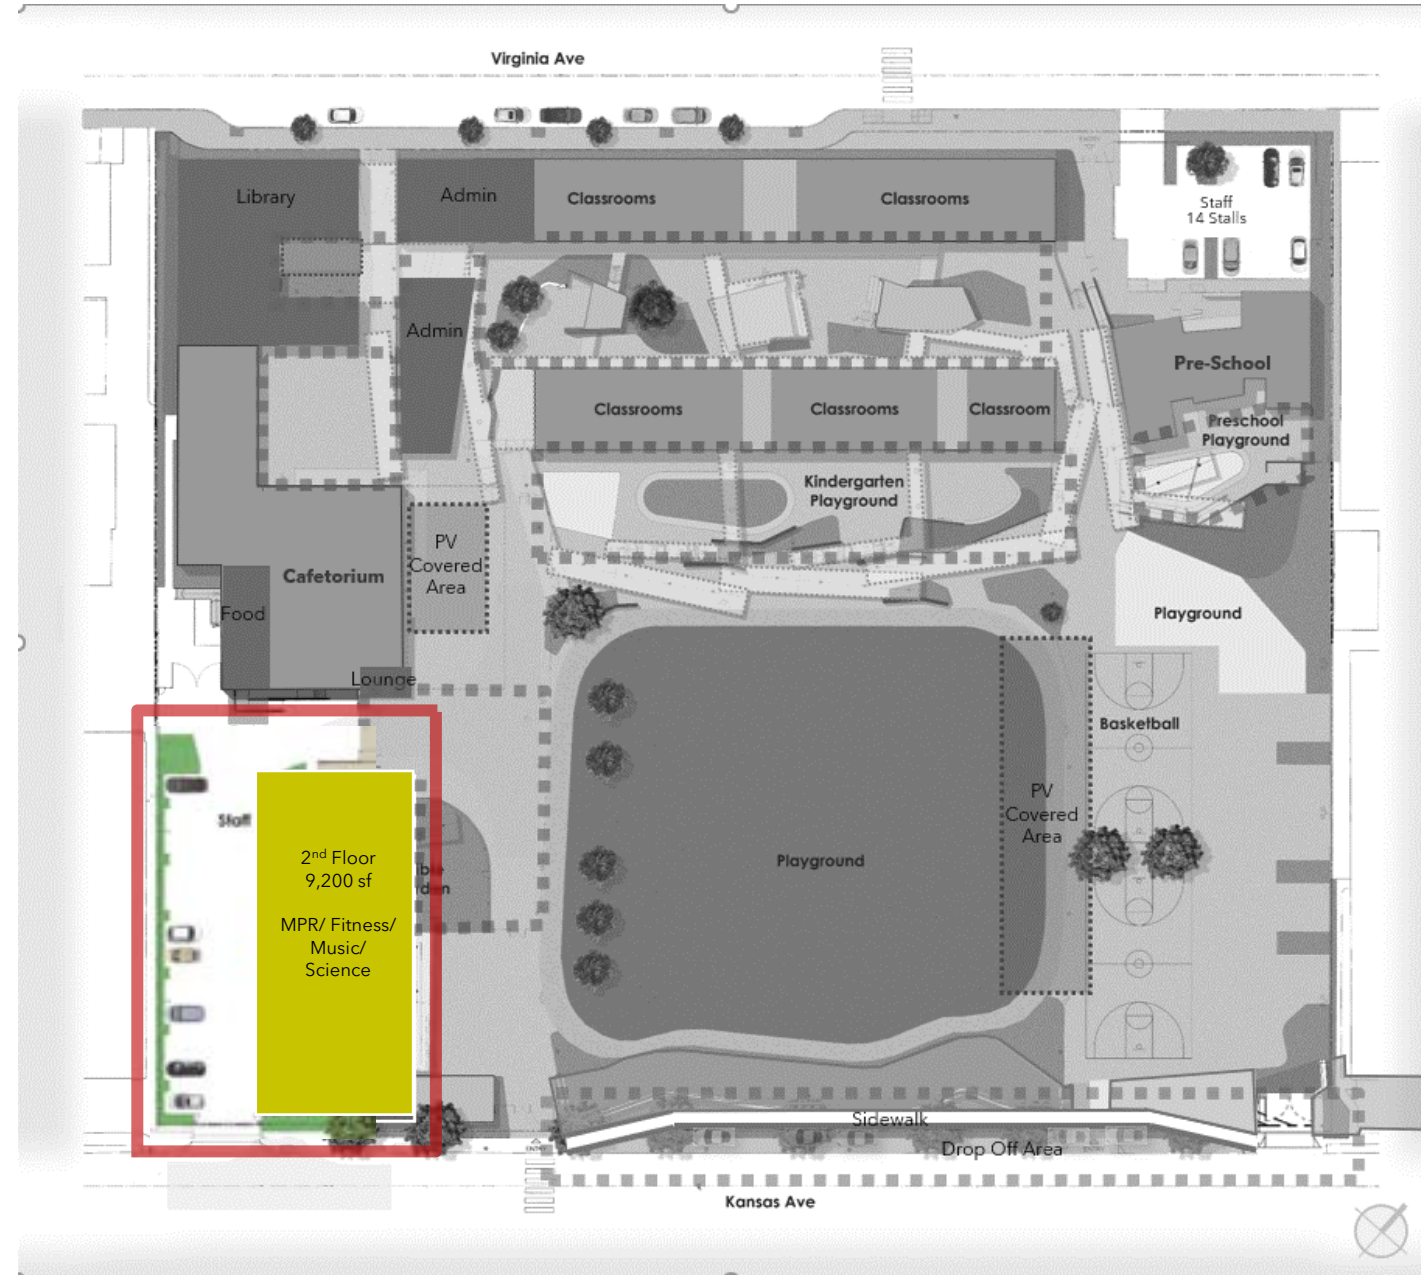 Virginia Ave
Library
Admin
Classrooms
Classrooms
Staff
14 Stalls
Admin
Pre-School
Classrooms
Classrooms
Classroom
Preschool
Playground
Kindergarten
Playground
PV
Covered
Area
Cafetorium
Food
Playground
Lounge
Basketball
PV
Covered
Area
Staff
2nd Floor
9,200 sf
MPR/ Fitness/
Music/
Science
Playground
Sidewalk
Drop Off Area
Kansas Ave